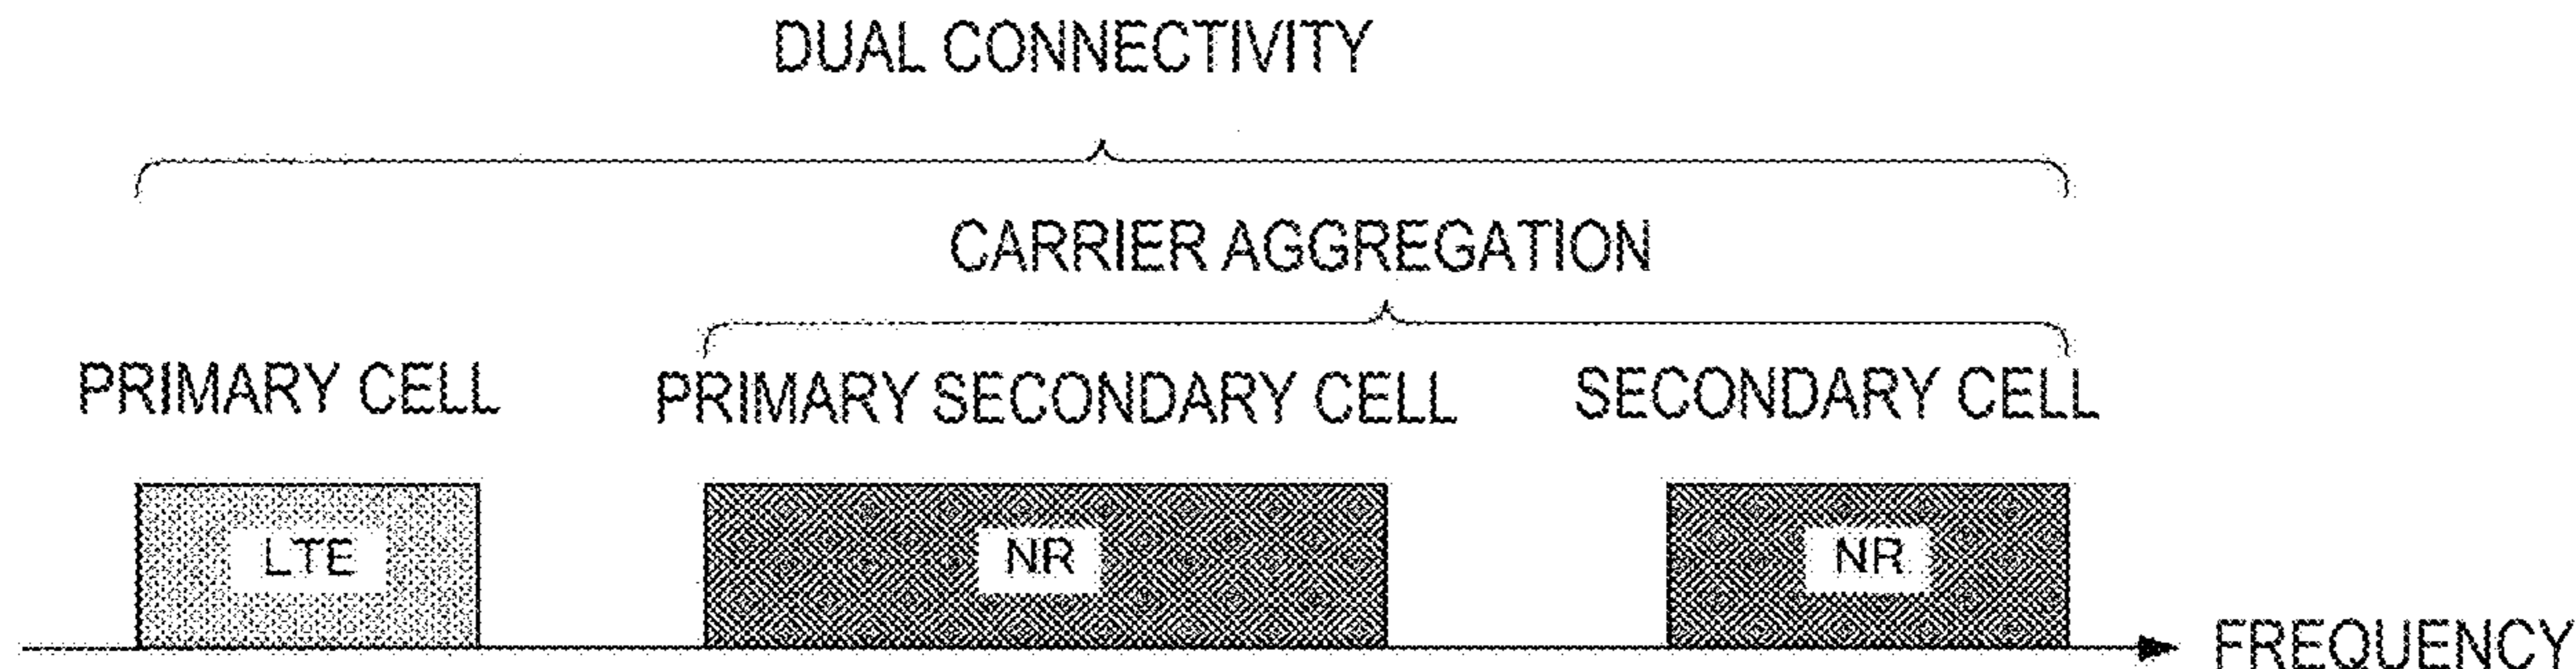 DUAL CONNECTIVITY
CARRIER AGGREGATION
PRIMARY CELL
PRIMARY SECONDARY CELL
SECONDARY CELL
LTE
NR
NR
FREQUENCY